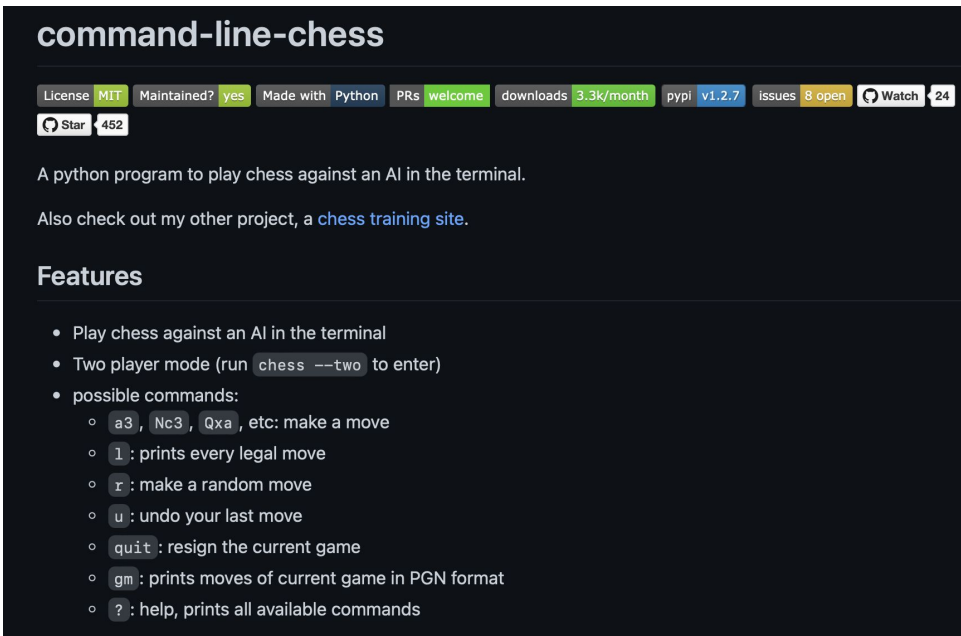 command-line-chess
License MIT Maintained? yes Made with Python PRs welcome downloads 3.3k/month pypi v1.2.7 issues 8 open Watch 24
Star 452
A python program to play chess against an AI in the terminal.
Also check out my other project, a chess training site.
Features
• Play chess against an AI in the terminal
• Two player mode (run chess --two to enter)
• possible commands:
◦ a3, Nc3, Qxa, etc: make a move
◦ l: prints every legal move
◦ r: make a random move
◦ u: undo your last move
◦ quit: resign the current game
◦ gm: prints moves of current game in PGN format
◦ ?: help, prints all available commands